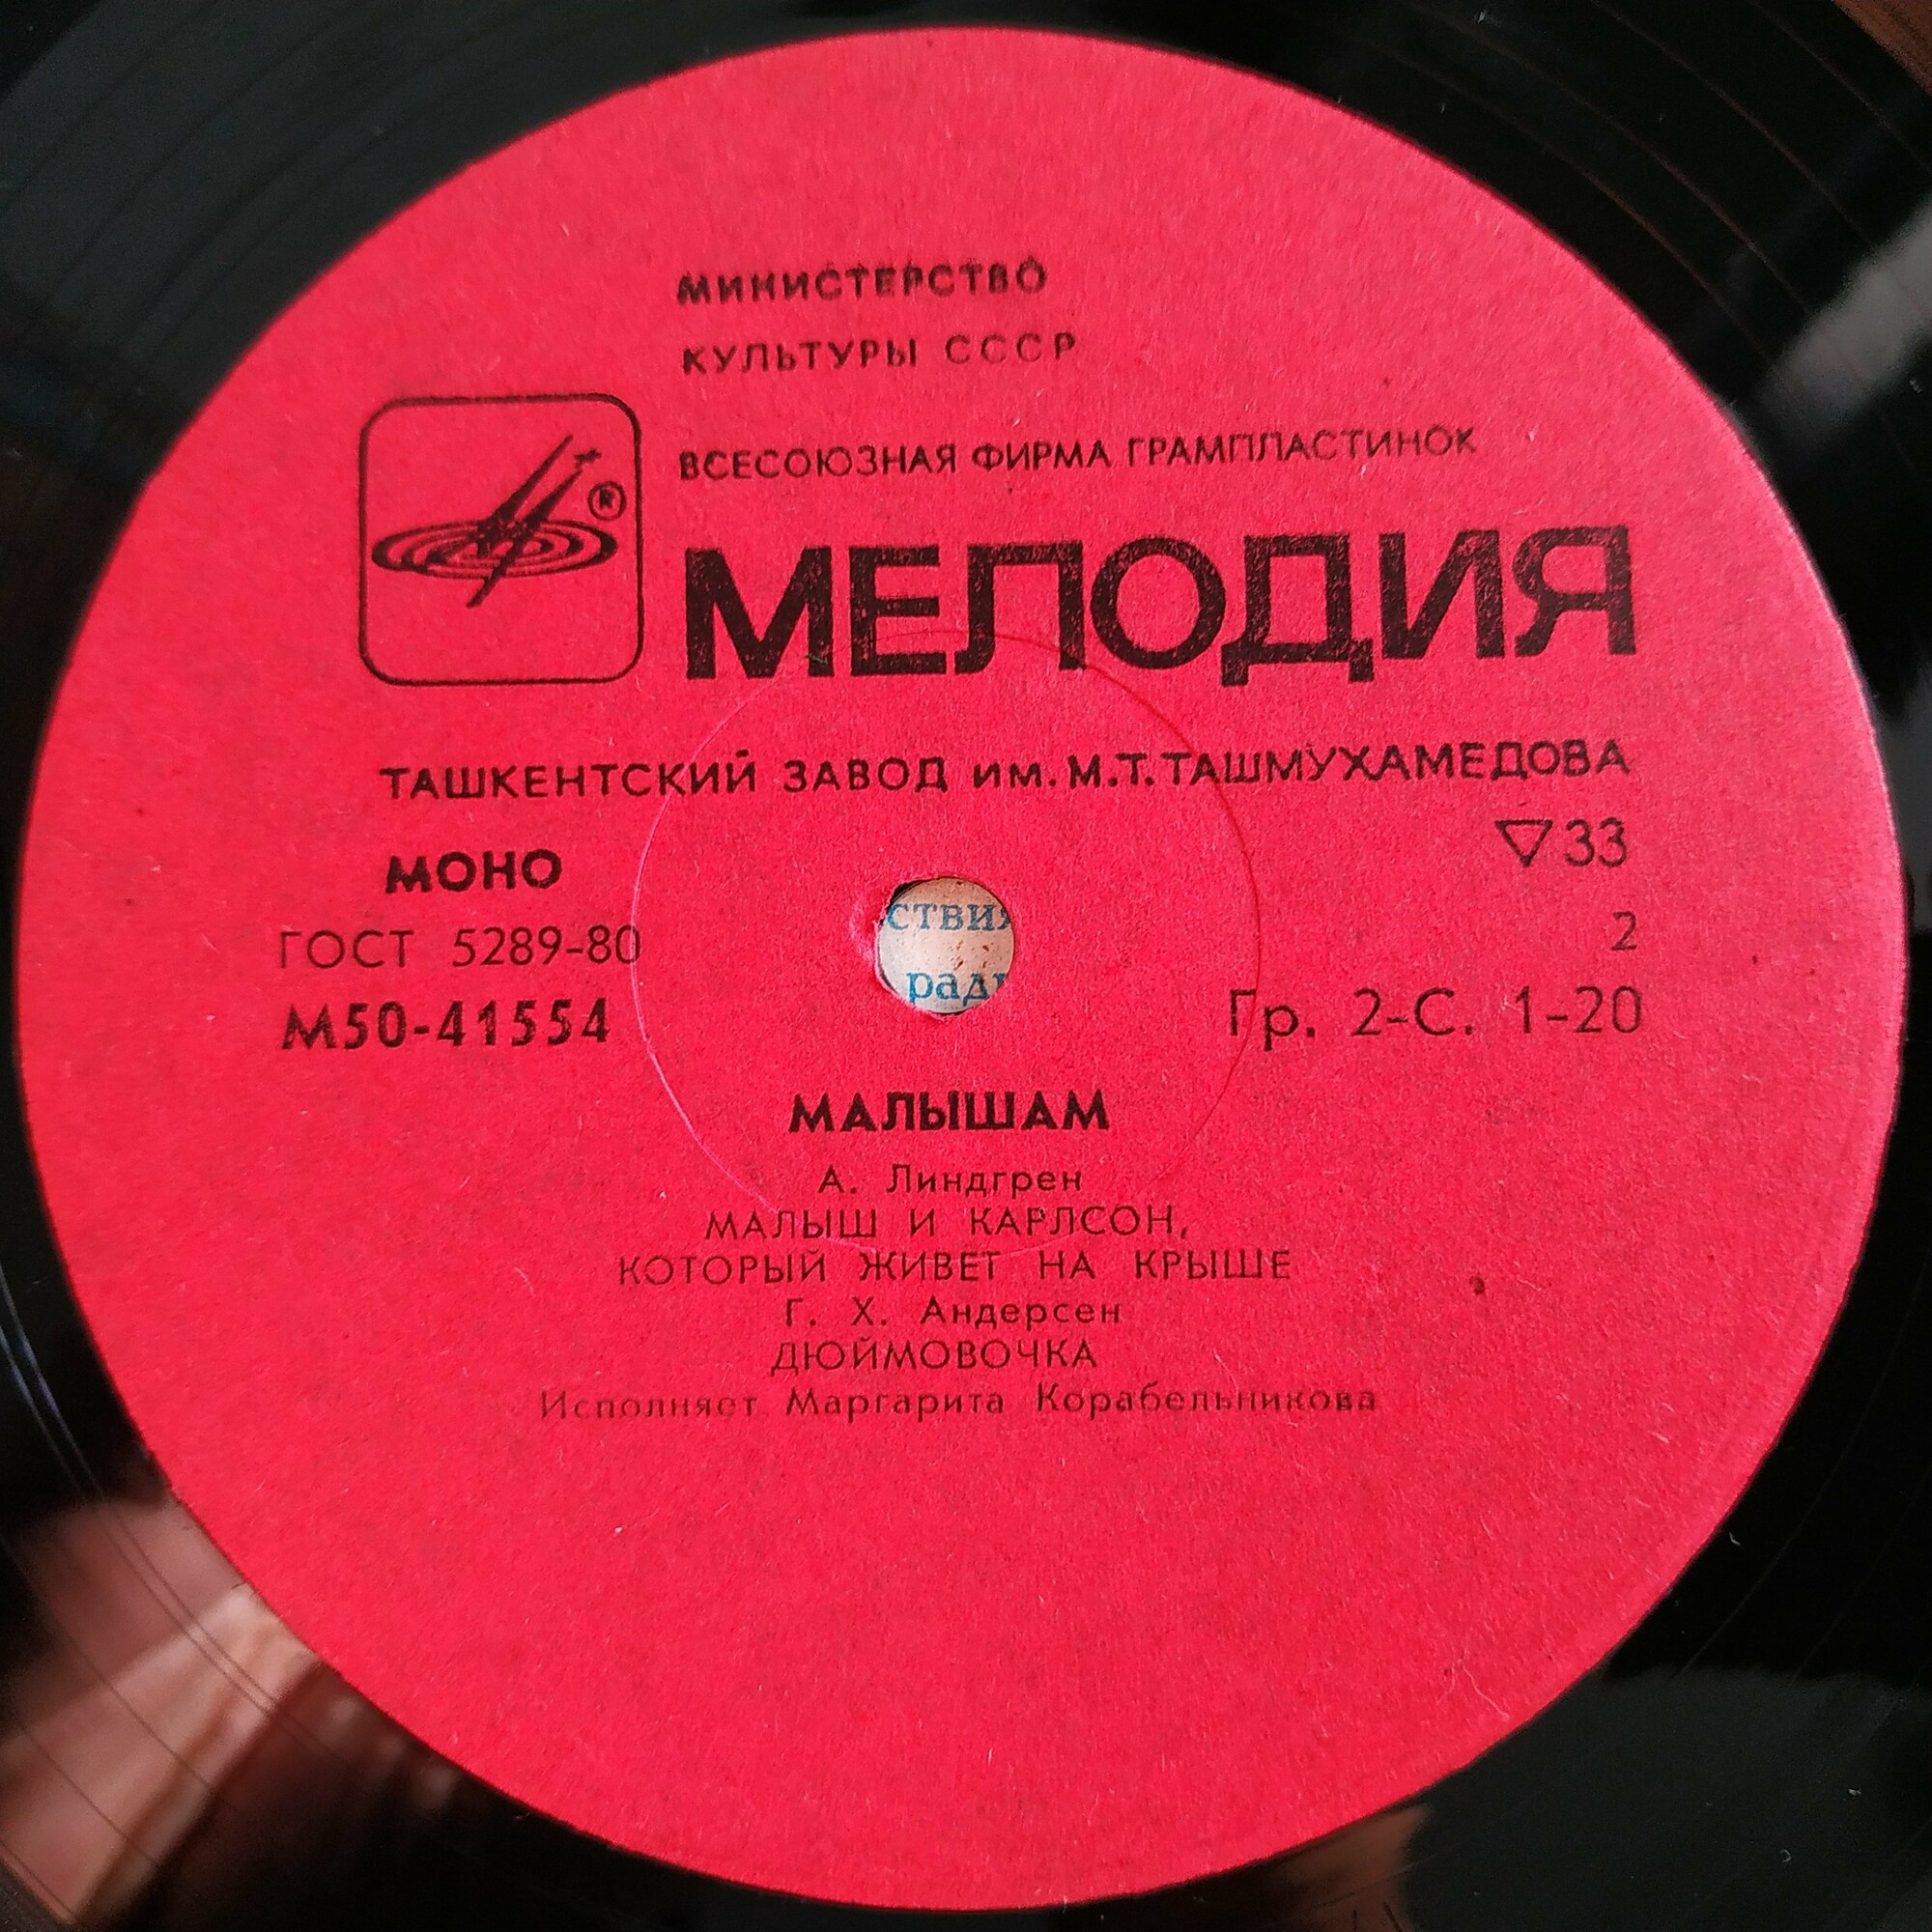 МИНИСТЕРСТВО
КУЛЬТУРЫ СССР
ВСЕСОЮЗНАЯ ФИРМА ГРАМПЛАСТИНОК
®
МЕЛОДИЯ
ТАШКЕНТСКИЙ ЗАВОД им. М.Т. ТАШМУХАМЕДОВА
▽33
МОНО
ГОСТ 5289-80
2
М50-41554
Гр. 2-С. 1-20
МАЛЫШАМ
А. Линдгрен
МАЛЫШ И КАРЛСОН,
КОТОРЫЙ ЖИВЕТ НА КРЫШЕ
Г. Х. Андерсен
ДЮЙМОВОЧКА
Исполняет Маргарита Корабельникова